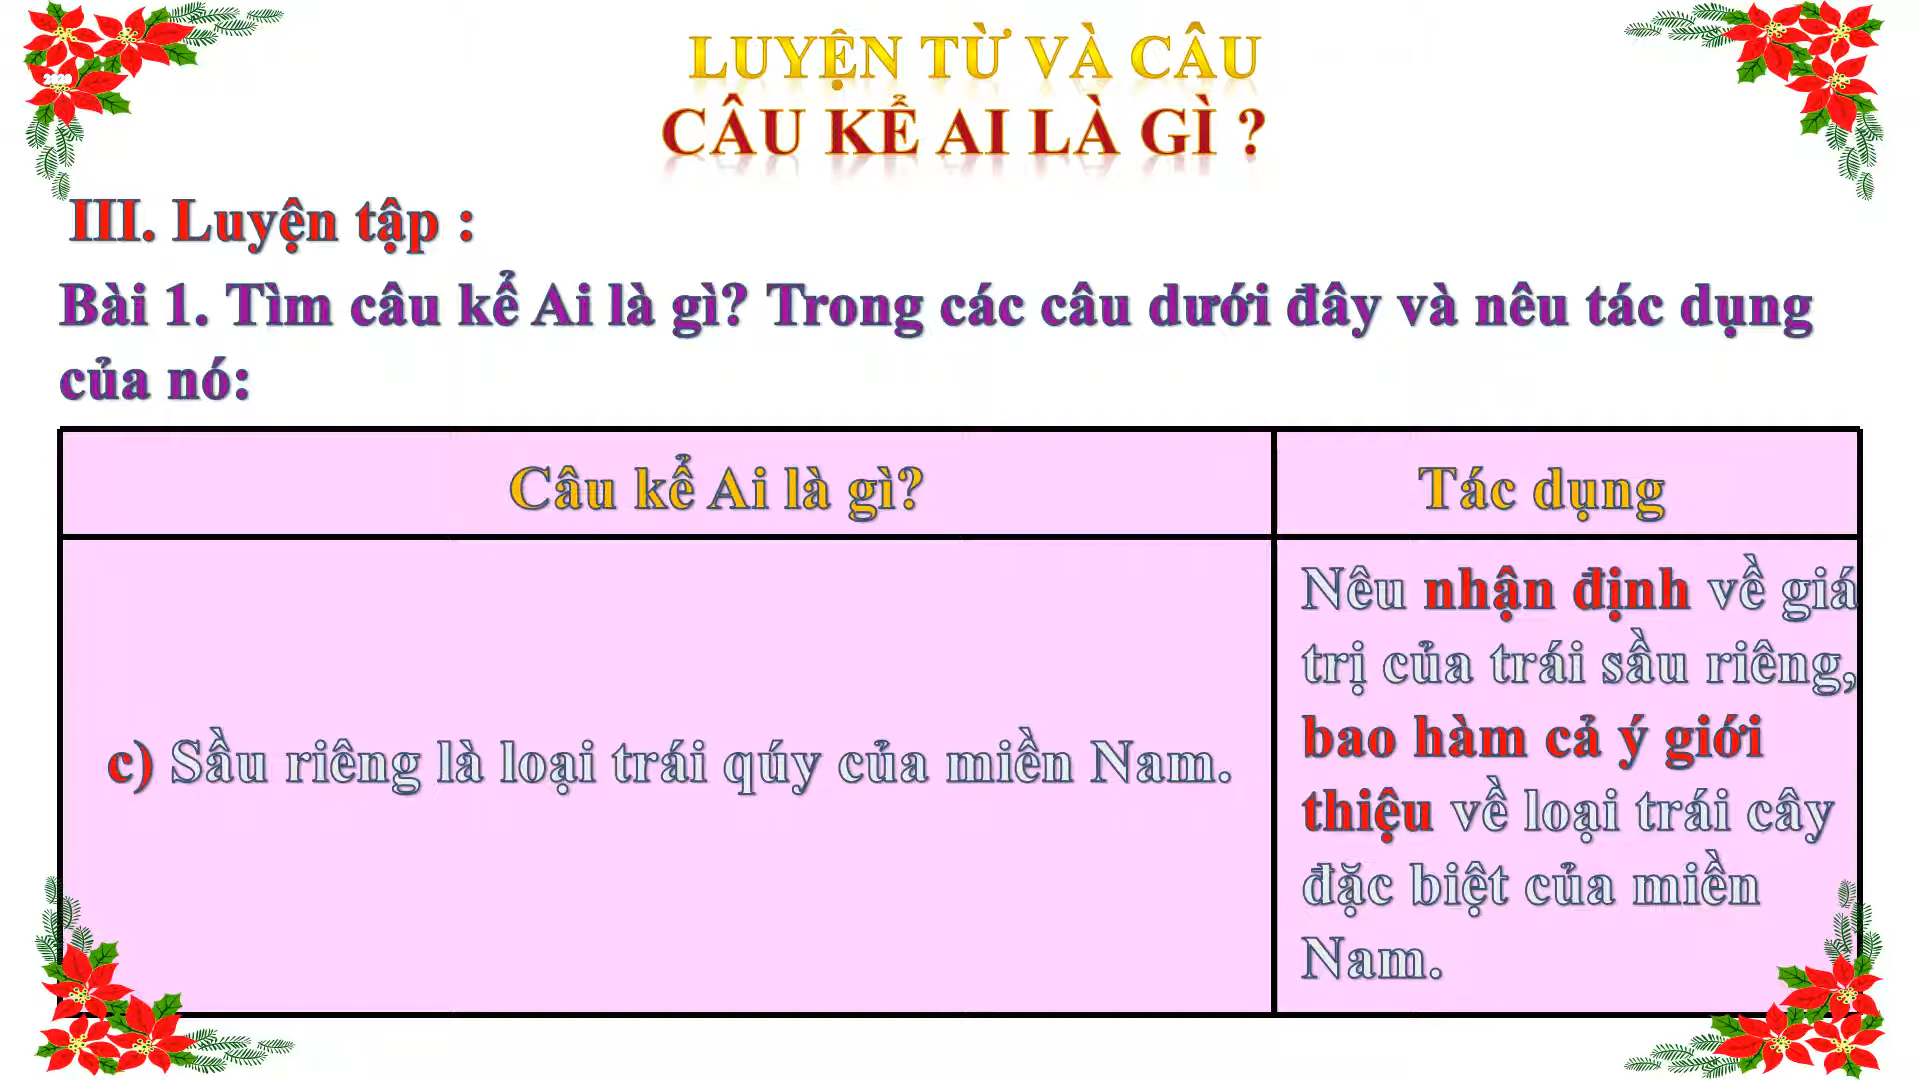 LUYỆN TỪ VÀ CÂU
2020
CÂU KỂ AI LÀ GÌ ?
III. Luyện tập :
Bài 1. Tìm câu kể Ai là gì? Trong các câu dưới đây và nêu tác dụng
của nó:
Câu kể Ai là gì?
Tác dụng
c) Sầu riêng là loại trái qúy của miền Nam.
Nêu nhận định về giá
trị của trái sầu riêng,
bao hàm cả ý giới
thiệu về loại trái cây
đặc biệt của miền
Nam.